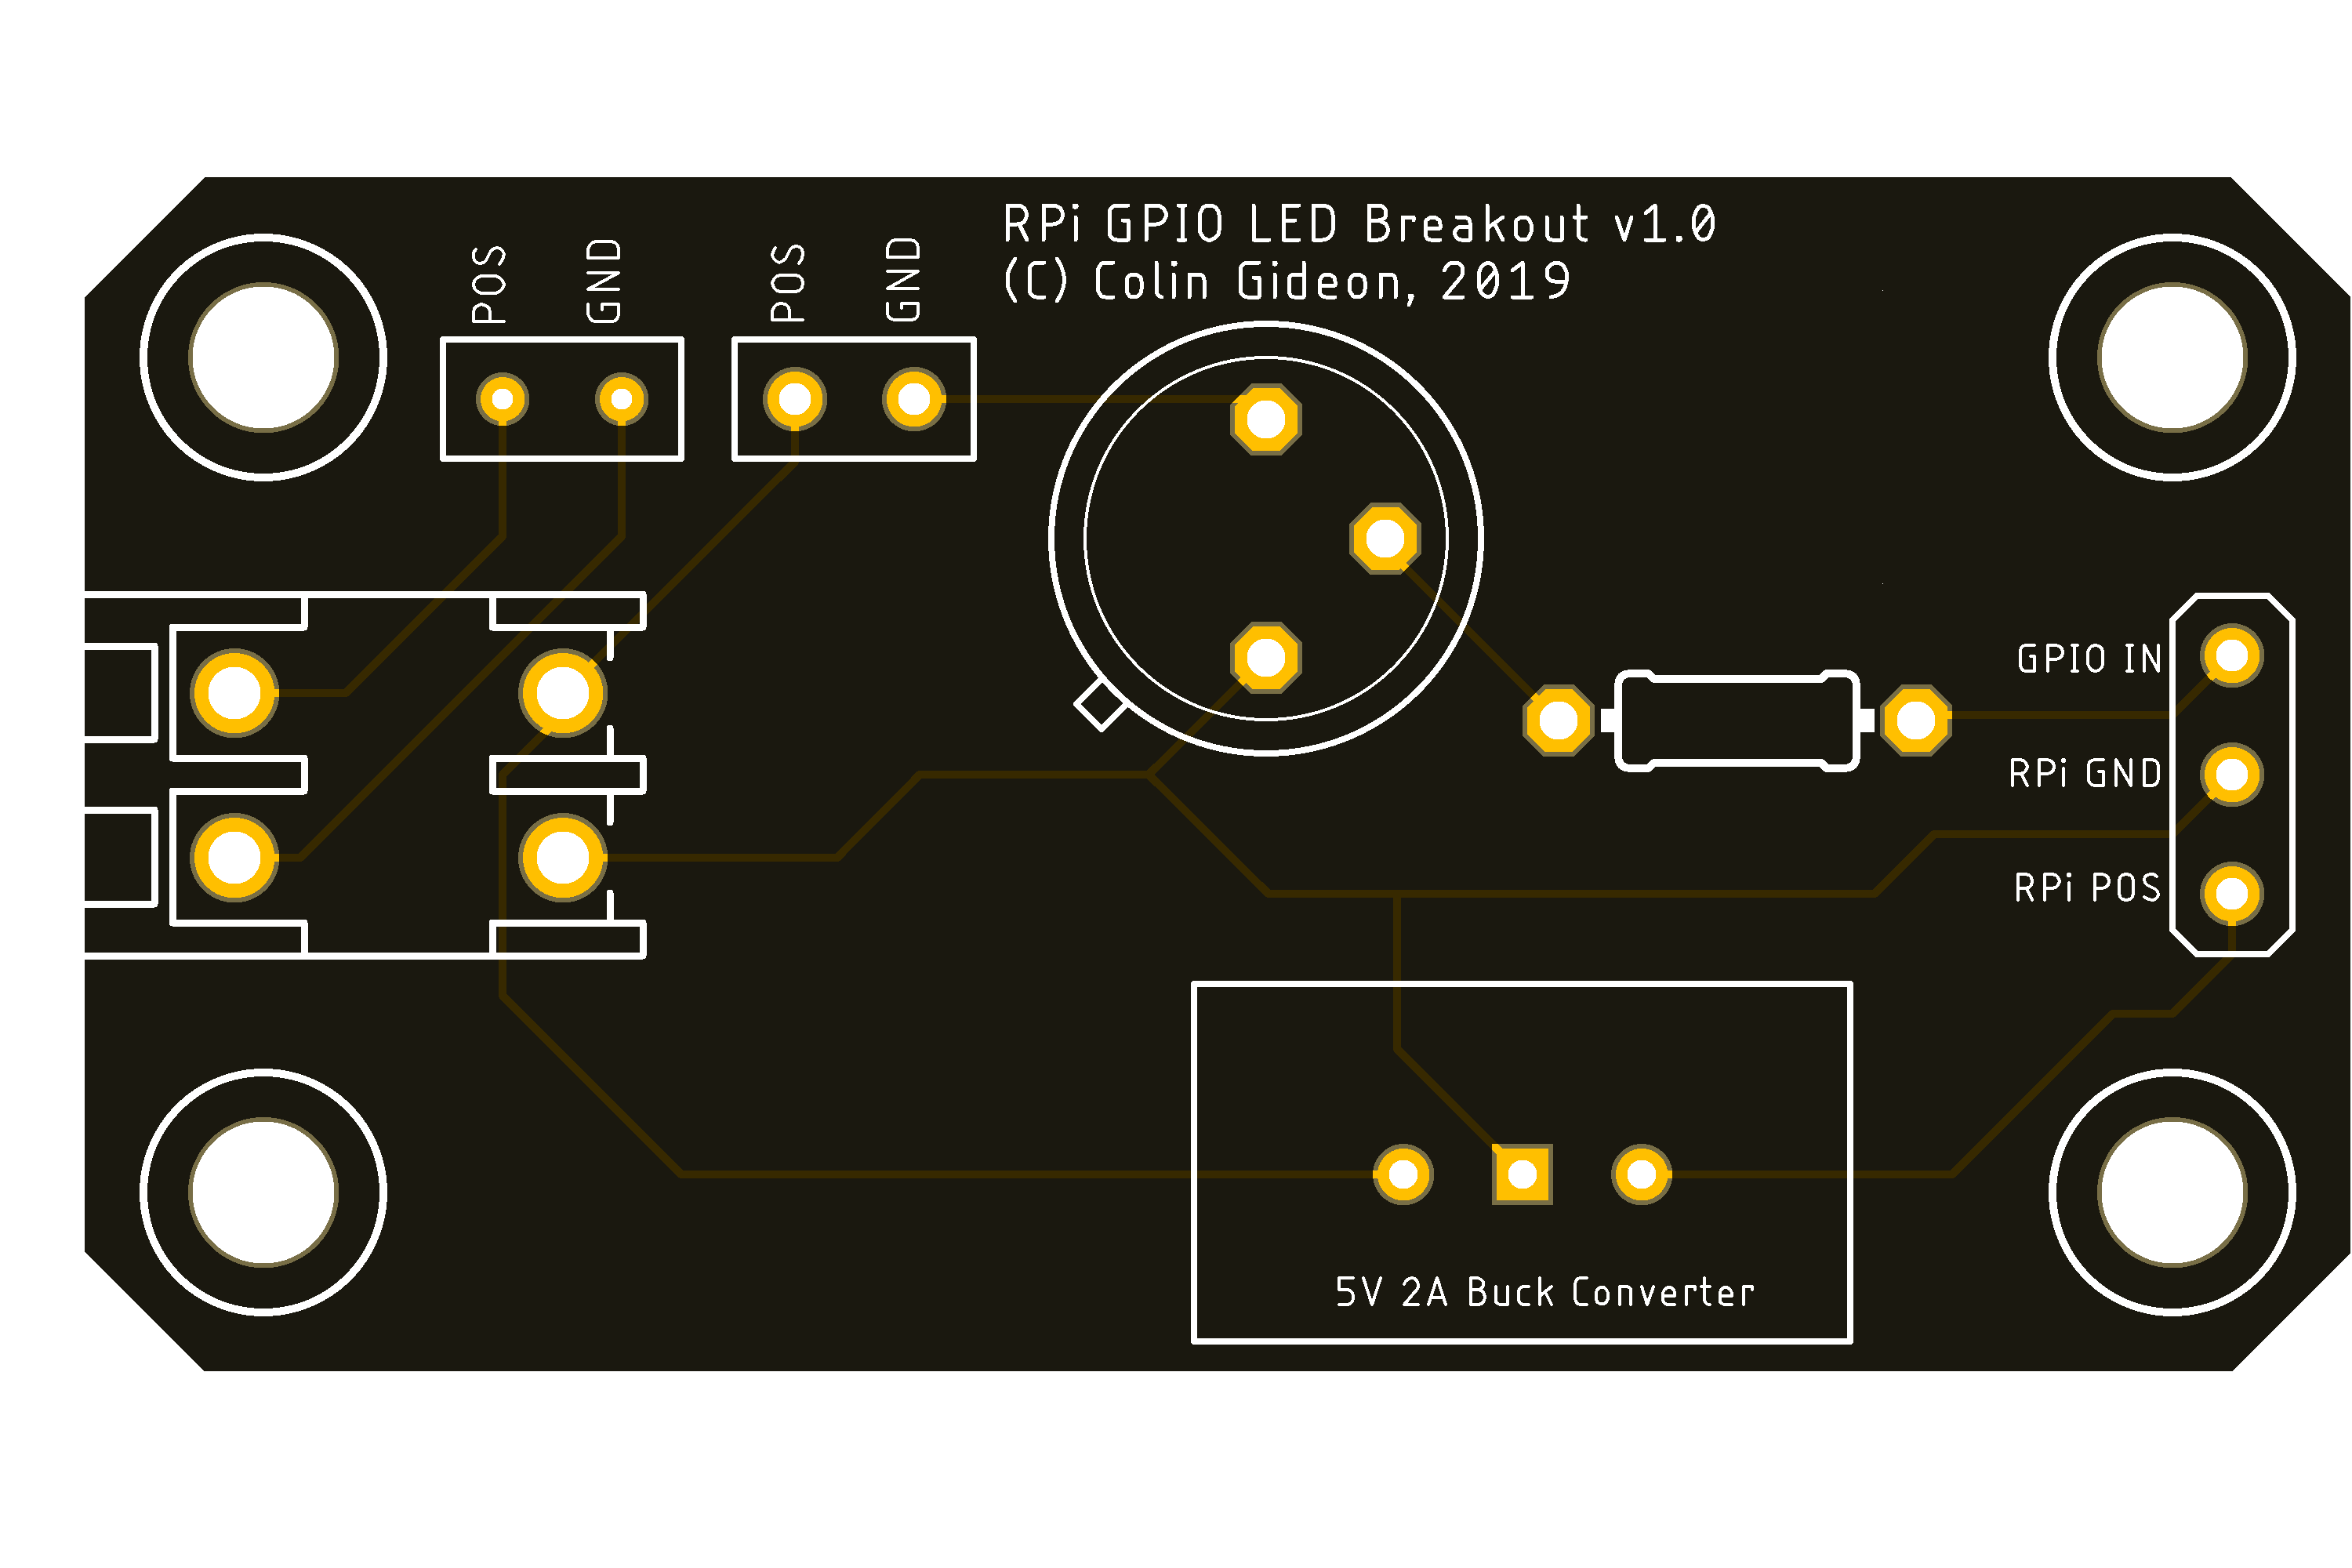 RPi GPIO LED Breakout v1.0
(C) Colin Gideon, 2019
POS
GND
POS
GND
GPIO IN
RPi GND
RPi POS
5V 2A Buck Converter